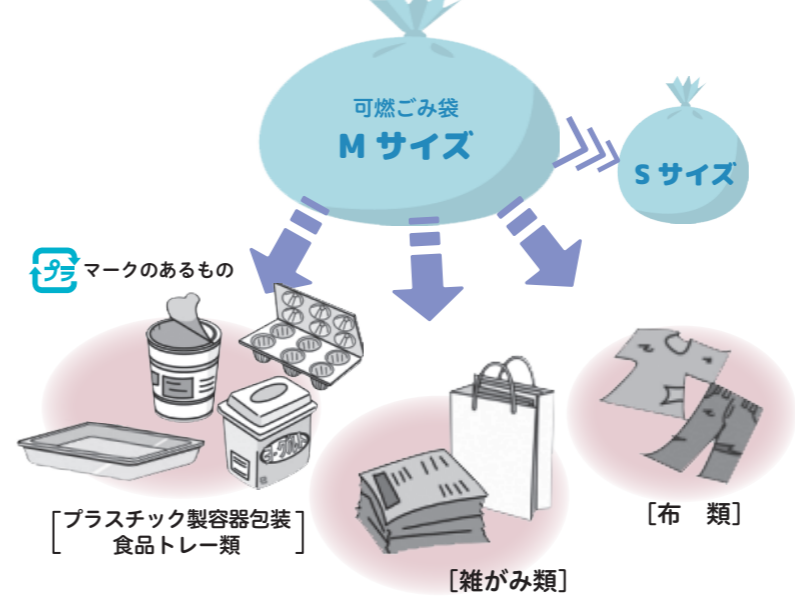 可燃ごみ袋
M サイズ
S サイズ
プラ マークのあるもの
[プラスチック製容器包装
食品トレー類]
[雑がみ類]
[布　類]